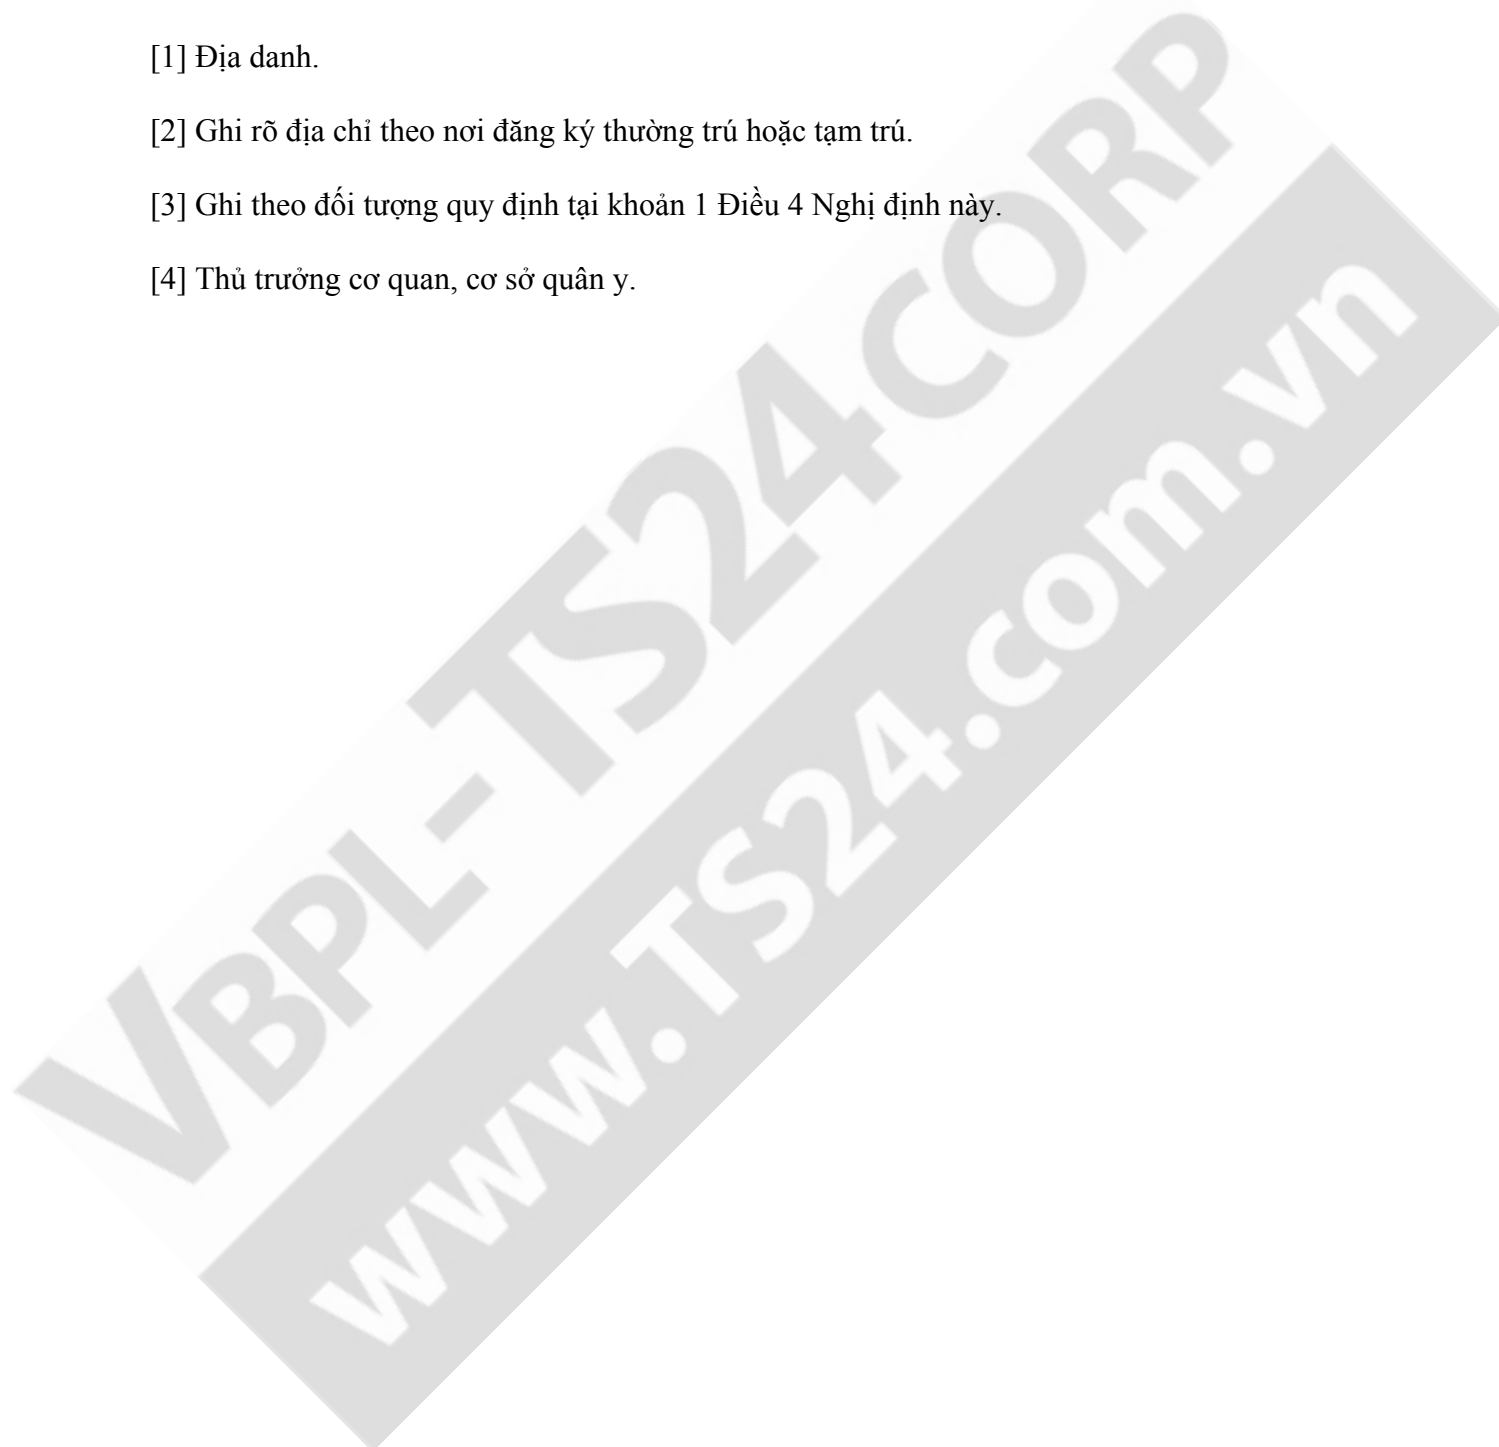 [1] Địa danh.
[2] Ghi rõ địa chỉ theo nơi đăng ký thường trú hoặc tạm trú.
[3] Ghi theo đối tượng quy định tại khoản 1 Điều 4 Nghị định này.
[4] Thủ trưởng cơ quan, cơ sở quân y.
VBPL-TS24CORP
www.TS24.com.vn